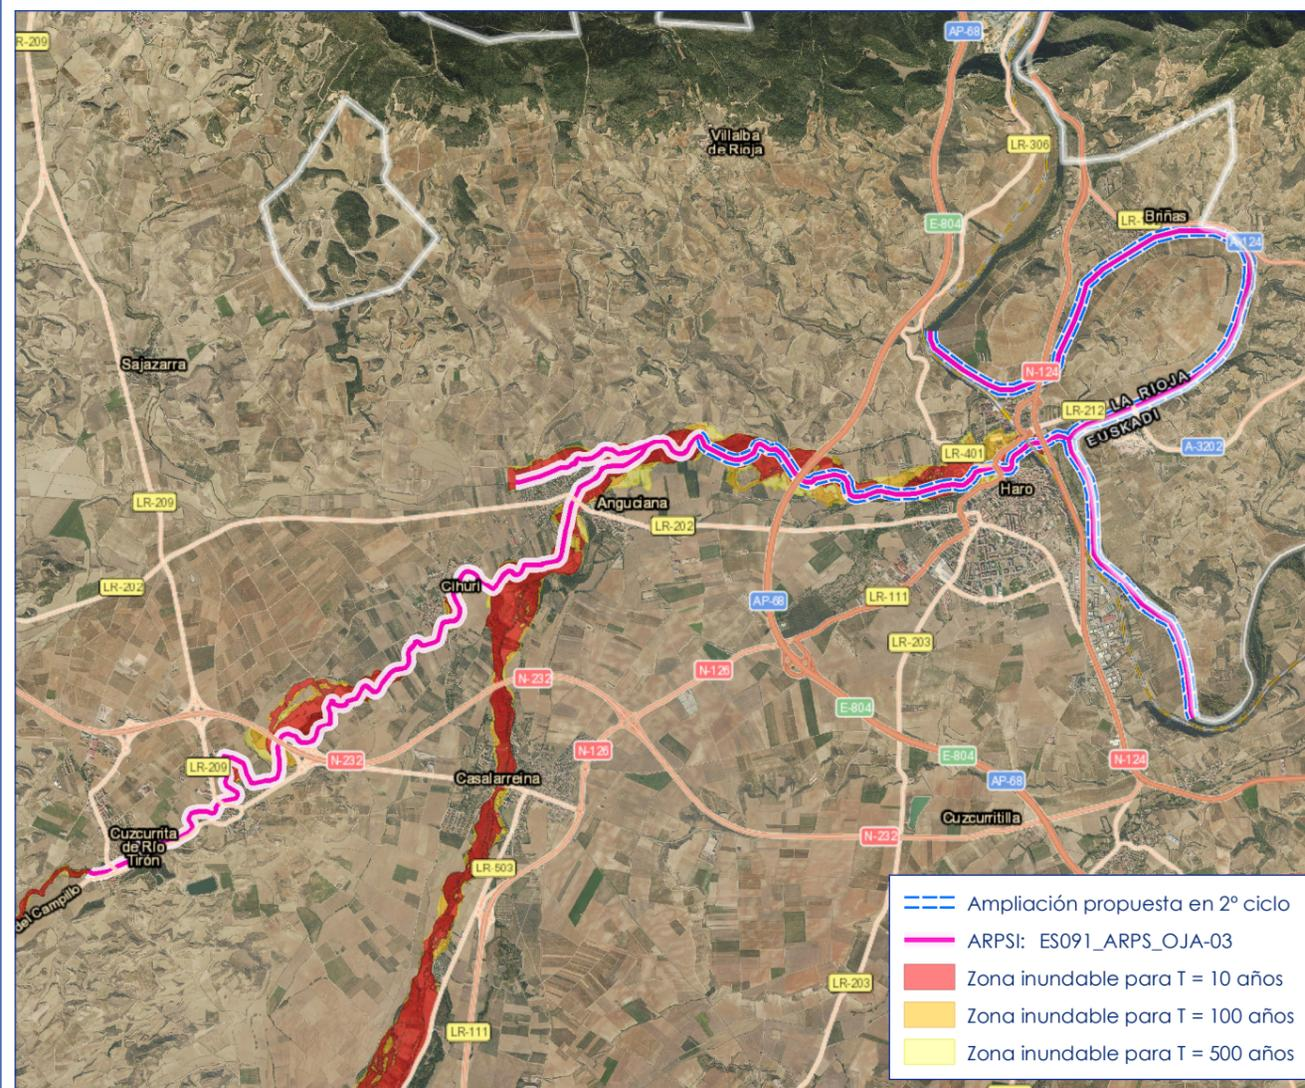 R-209
AP-68
LR-306
Villalba
de Rioja
E-804
Briñas
A-124
Sajazarra
N-124
LA RIOJA
EUSKADI
LR-212
A-3202
LR-401
Haro
LR-209
Anguciana
LR-202
Cihuri
LR-202
AP-68
LR-111
LR-203
N-126
N-232
E-804
N-126
N-232
LR-209
Casalarreina
E-804
AP-68
N-124
Cuzcurrita
de Río
Tirón
Cuzcurritilla
N-232
LR-503
del Campillo
LR-203
LR-111
Ampliación propuesta en 2º ciclo
ARPSI: ES091_ARPS_OJA-03
Zona inundable para T = 10 años
Zona inundable para T = 100 años
Zona inundable para T = 500 años